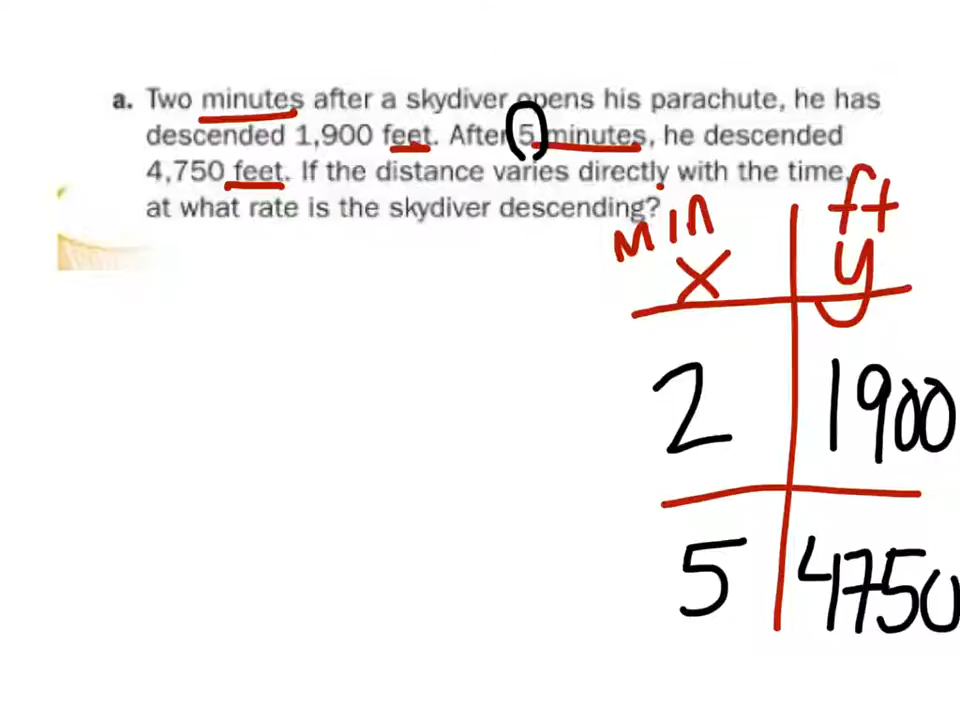 a. Two minutes after a skydiver opens his parachute, he has
descended 1,900 feet. After 5 minutes, he descended
4,750 feet. If the distance varies directly with the time,
at what rate is the skydiver descending?
min ft
x y
2 1900
5 4750